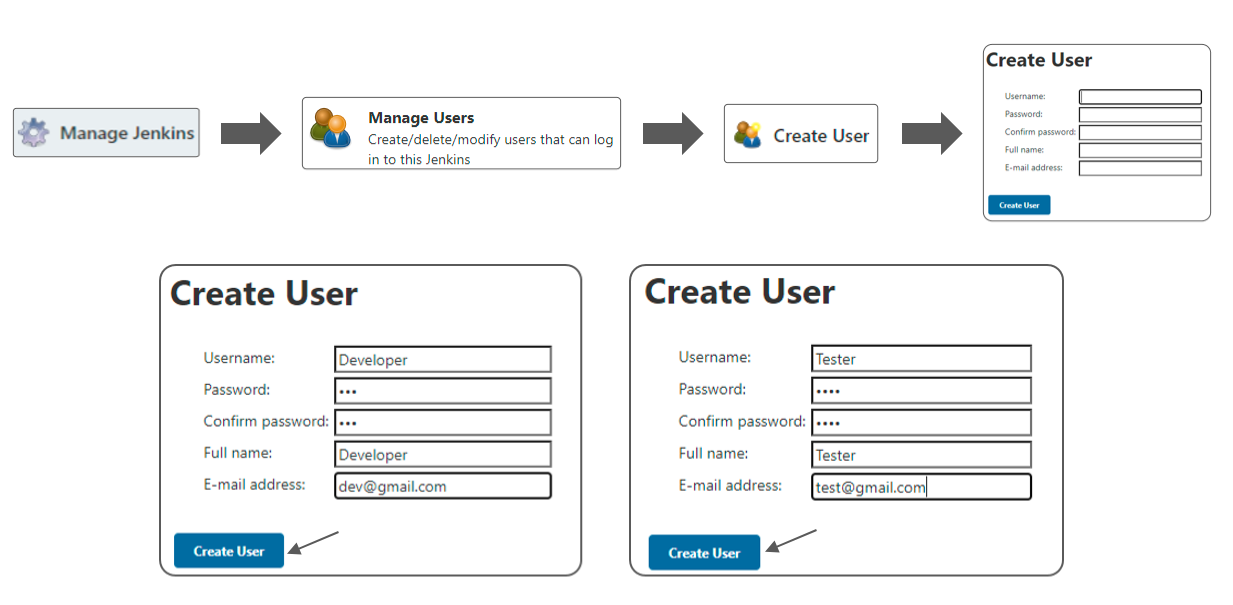 Manage Jenkins
Manage Users
Create/delete/modify users that can log
in to this Jenkins
Create User
Create User
Username:
Password:
Confirm password:
Full name:
E-mail address:
Create User
Create User
Username: Developer
Password: •••
Confirm password: •••
Full name: Developer
E-mail address: dev@gmail.com
Create User
Create User
Username: Tester
Password: ••••
Confirm password: ••••
Full name: Tester
E-mail address: test@gmail.com
Create User